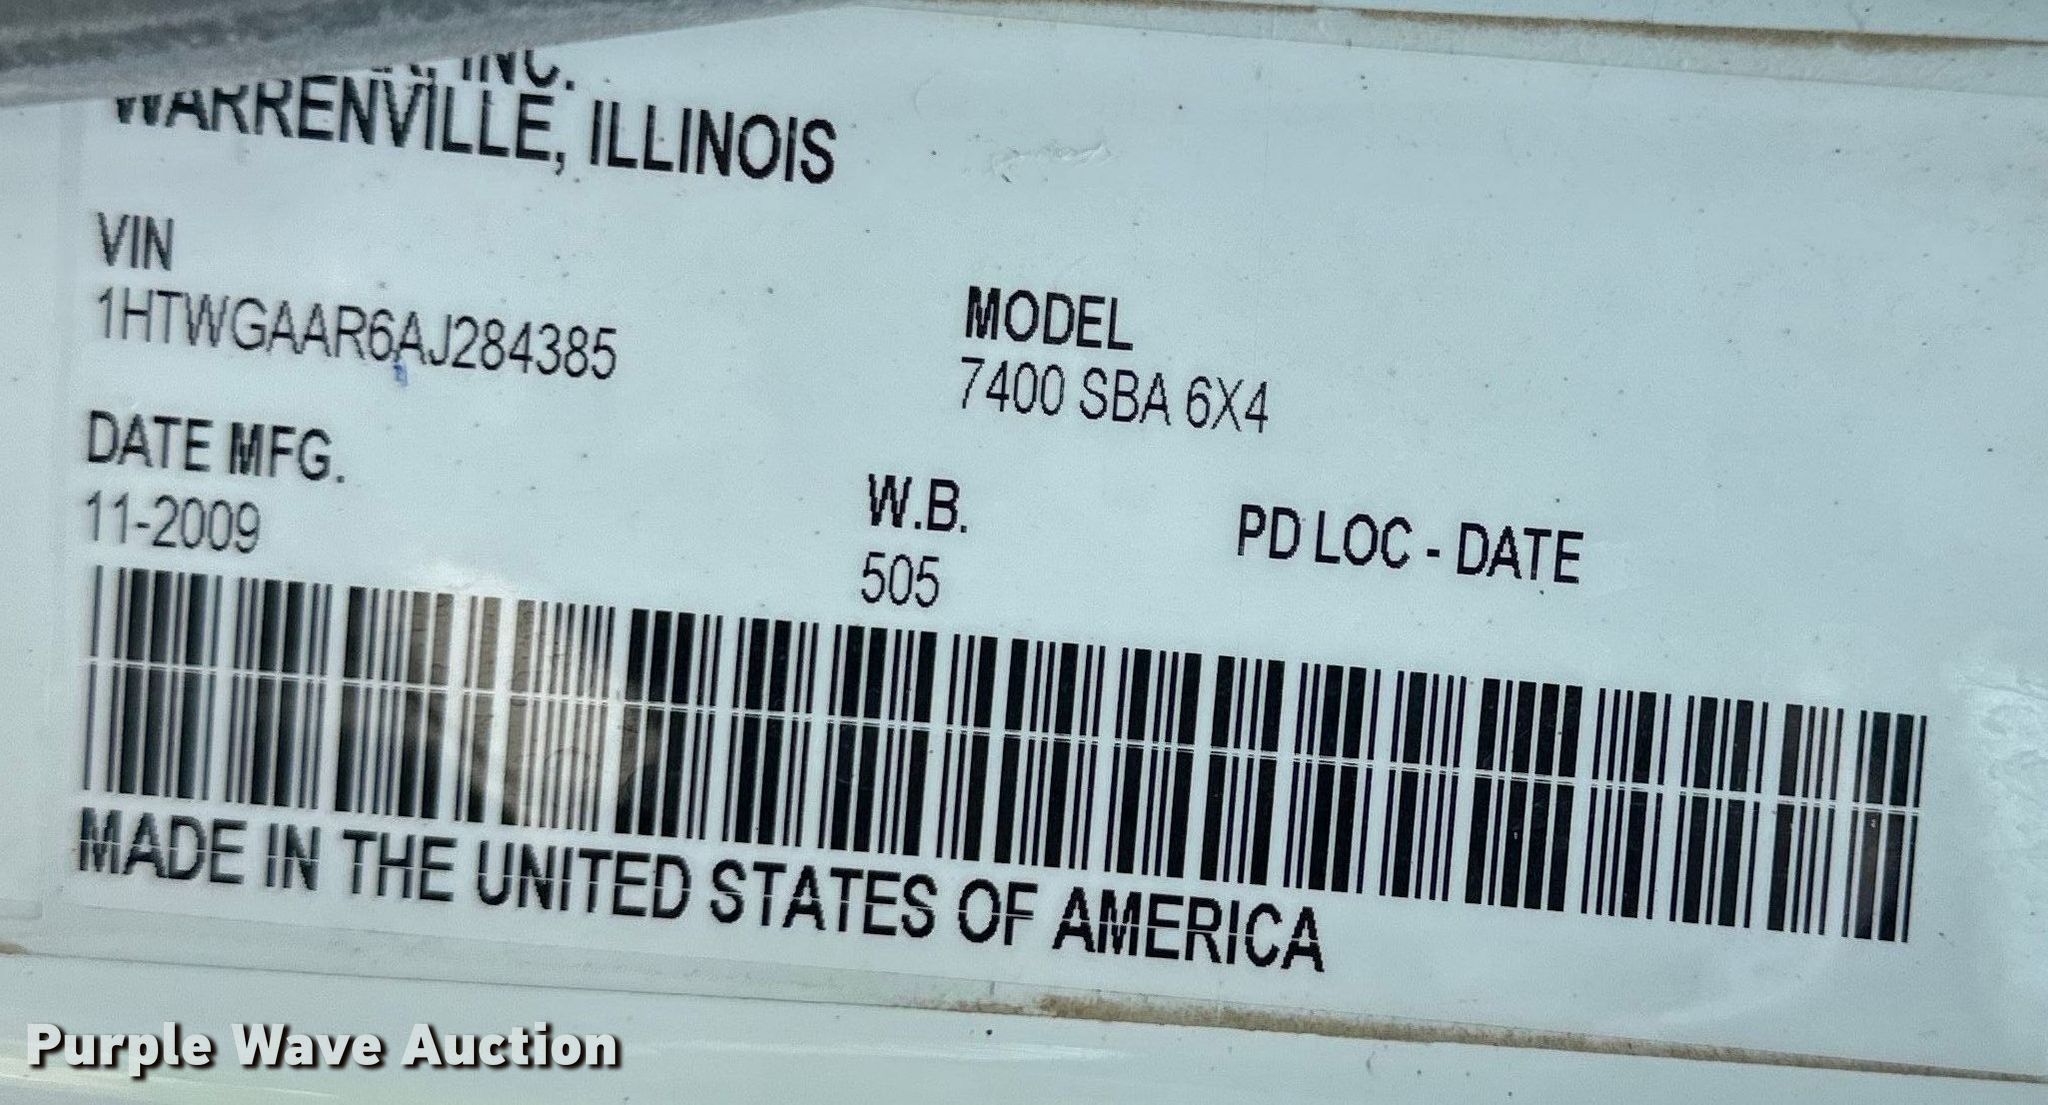 INC.
WARRENVILLE, ILLINOIS
VIN
1HTWGAAR6AJ284385
MODEL
7400 SBA 6X4
DATE MFG.
11-2009
W.B.
505
PD LOC - DATE
MADE IN THE UNITED STATES OF AMERICA
Purple Wave Auction